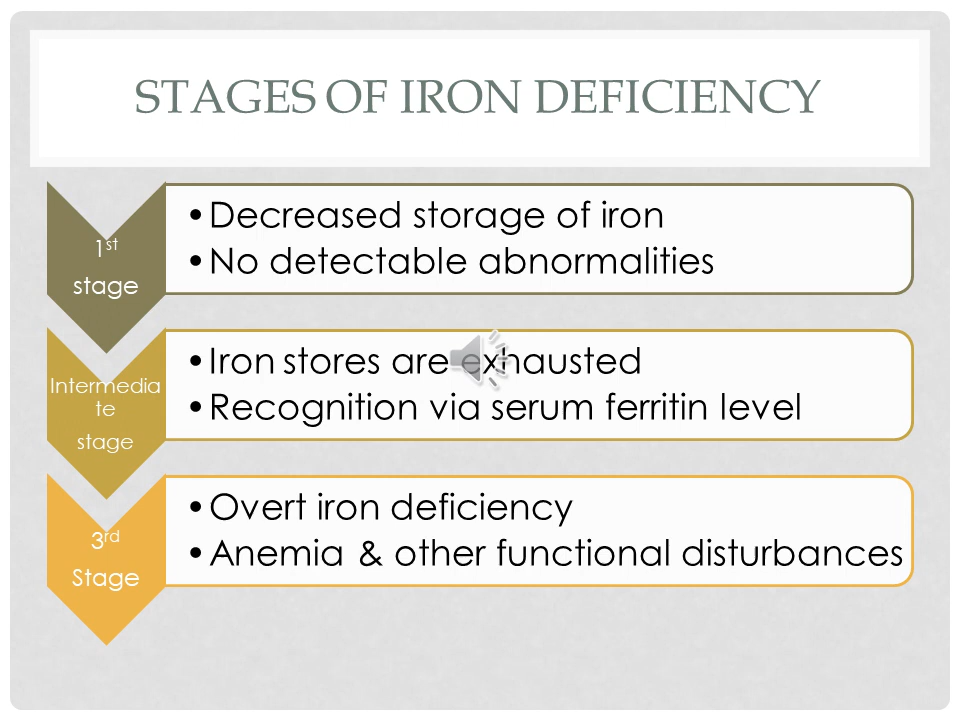 STAGES OF IRON DEFICIENCY
1st
stage
•Decreased storage of iron
•No detectable abnormalities
Intermedia
te
stage
•Iron stores are exhausted
•Recognition via serum ferritin level
3rd
Stage
•Overt iron deficiency
•Anemia & other functional disturbances